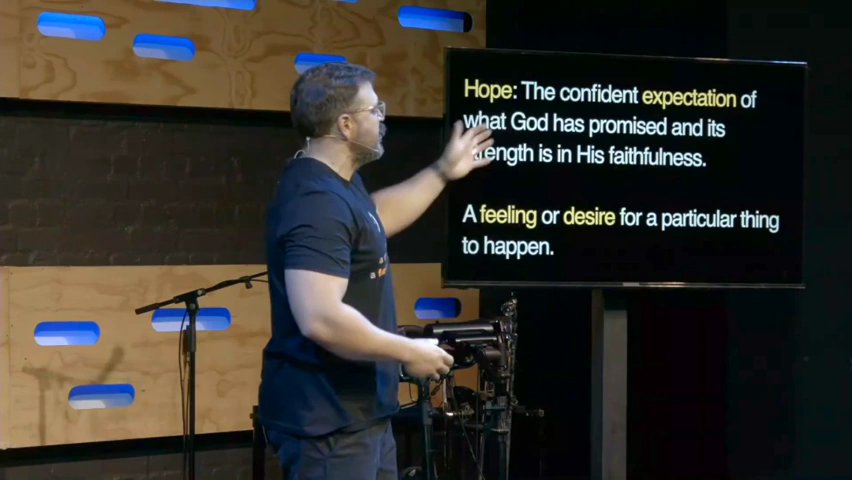 Hope: The confident expectation of
what God has promised and its
strength is in His faithfulness.
A feeling or desire for a particular thing
to happen.